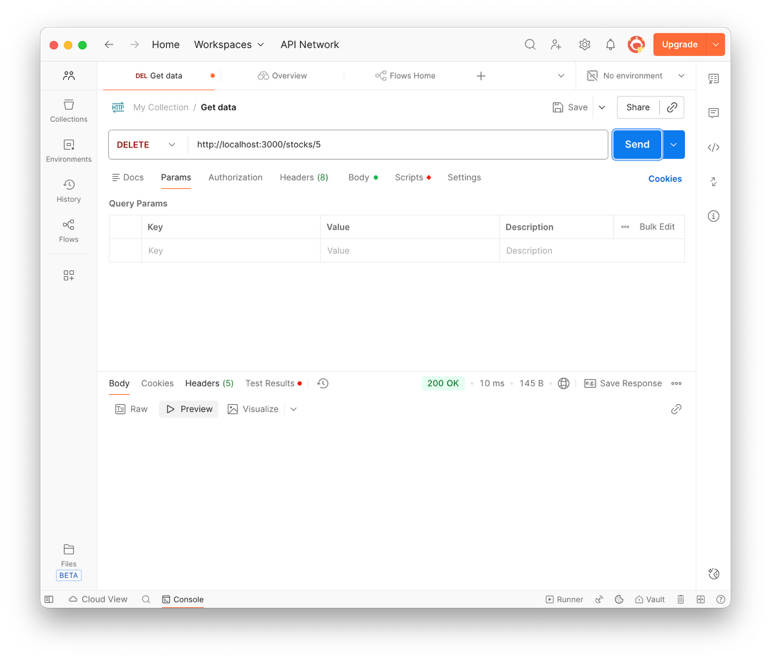 Home Workspaces API Network Upgrade
DEL Get data Overview Flows Home No environment
HTTP My Collection / Get data Save Share
DELETE http://localhost:3000/stocks/5 Send
Docs Params Authorization Headers (8) Body Scripts Settings Cookies
Query Params
Key Value Description Bulk Edit
Key Value Description
Collections
Environments
History
Flows
Body Cookies Headers (5) Test Results 200 OK 10 ms 145 B e.g. Save Response
Raw Preview Visualize
Files
BETA
Cloud View Console Runner Vault